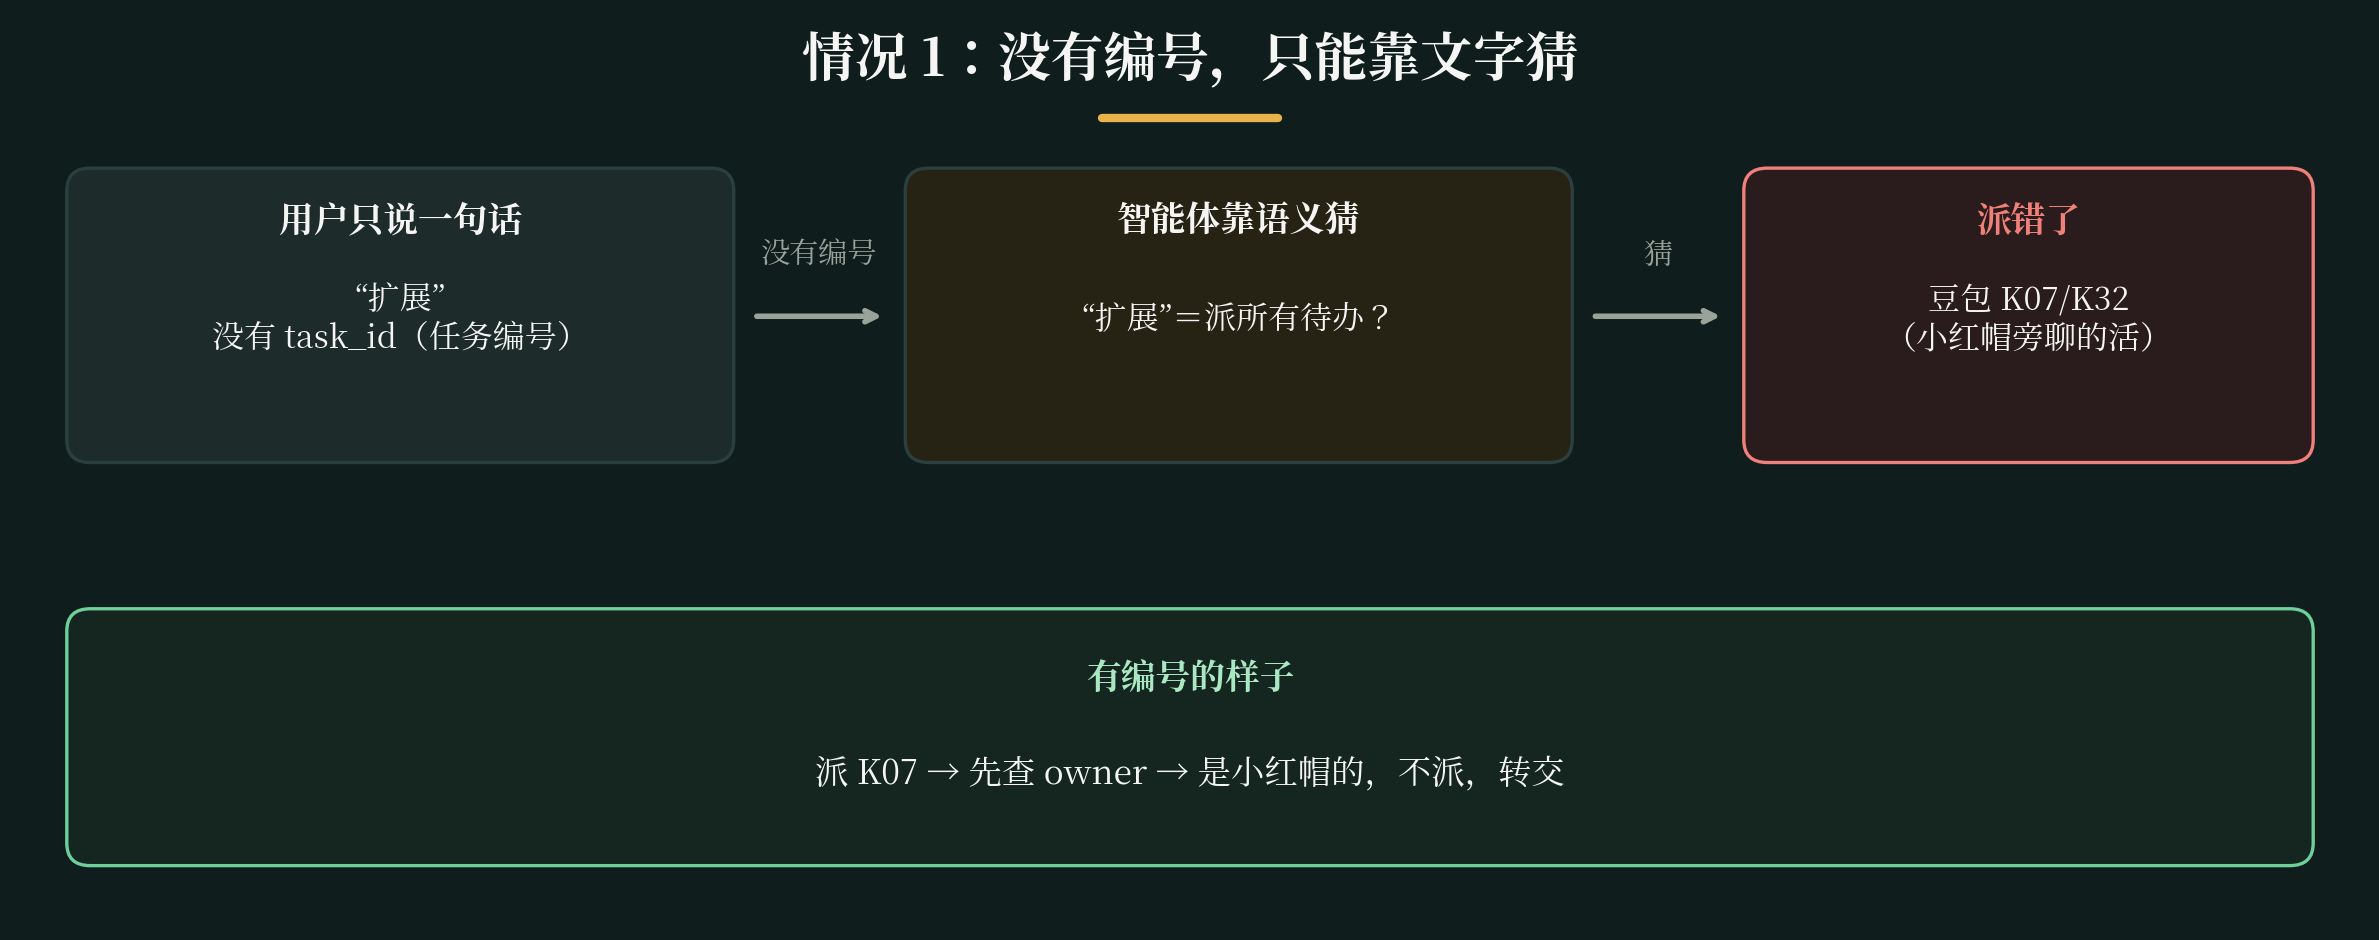 情况 1：没有编号，只能靠文字猜
用户只说一句话
“扩展”
没有 task_id（任务编号）
没有编号
智能体靠语义猜
“扩展”＝派所有待办？
猜
派错了
豆包 K07/K32
（小红帽旁聊的活）
有编号的样子
派 K07 → 先查 owner → 是小红帽的，不派，转交